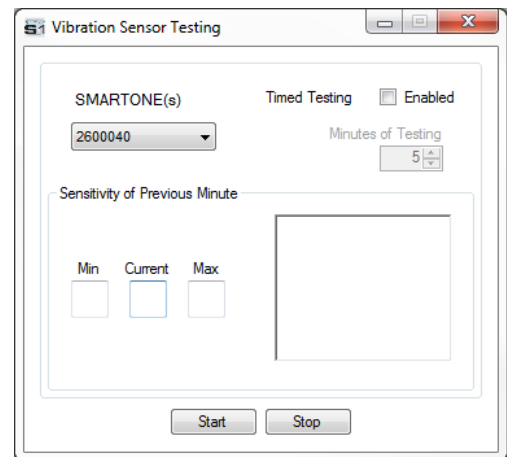 S1 Vibration Sensor Testing
SMARTONE(s)
Timed Testing Enabled
2600040
Minutes of Testing
5
Sensitivity of Previous Minute
Min Current Max
Start Stop